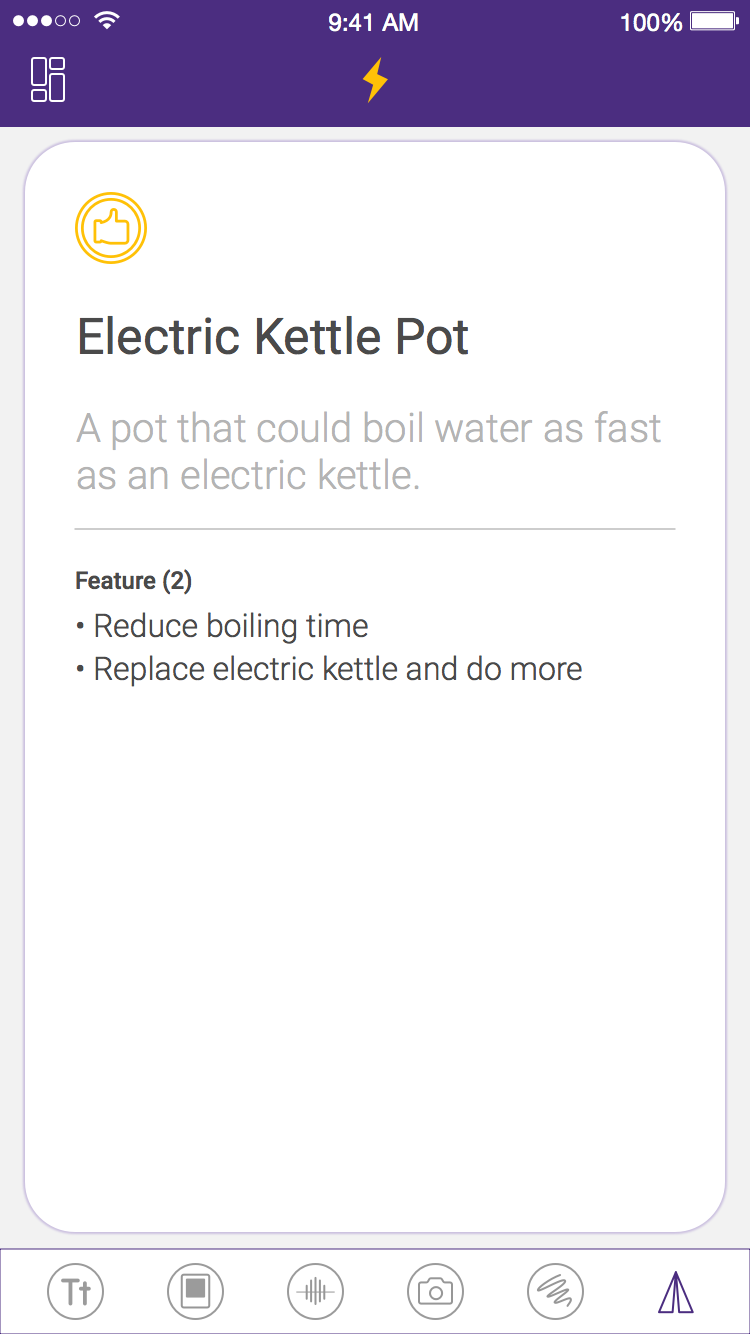 9:41 AM
100%
Electric Kettle Pot
A pot that could boil water as fast
as an electric kettle.
Feature (2)
• Reduce boiling time
• Replace electric kettle and do more
Tt